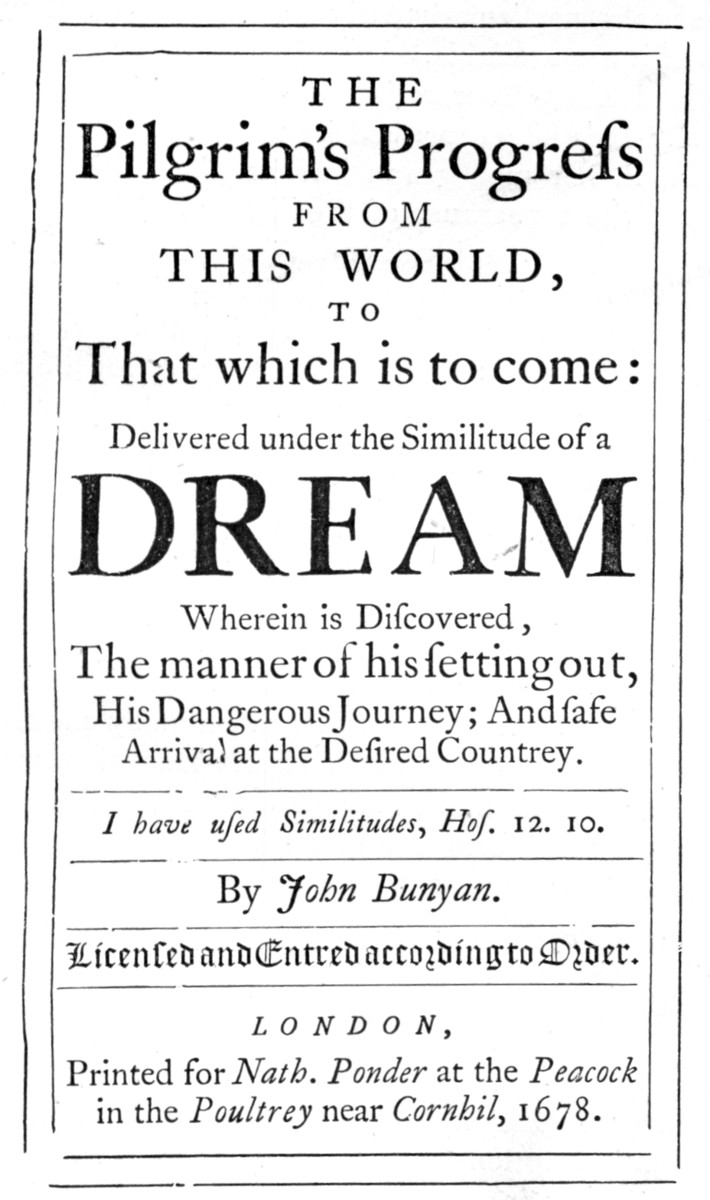 THE
Pilgrim's Progreſs
FROM
THIS WORLD,
TO
That which is to come:
Delivered under the Similitude of a
DREAM
Wherein is Diſcovered,
The manner of his ſetting out,
His Dangerous Journey; And ſafe
Arrival at the Deſired Countrey.
I have uſed Similitudes, Hoſ. 12. 10.
By John Bunyan.
Licenſed and Entred according to Order.
LONDON,
Printed for Nath. Ponder at the Peacock
in the Poultrey near Cornhil, 1678.